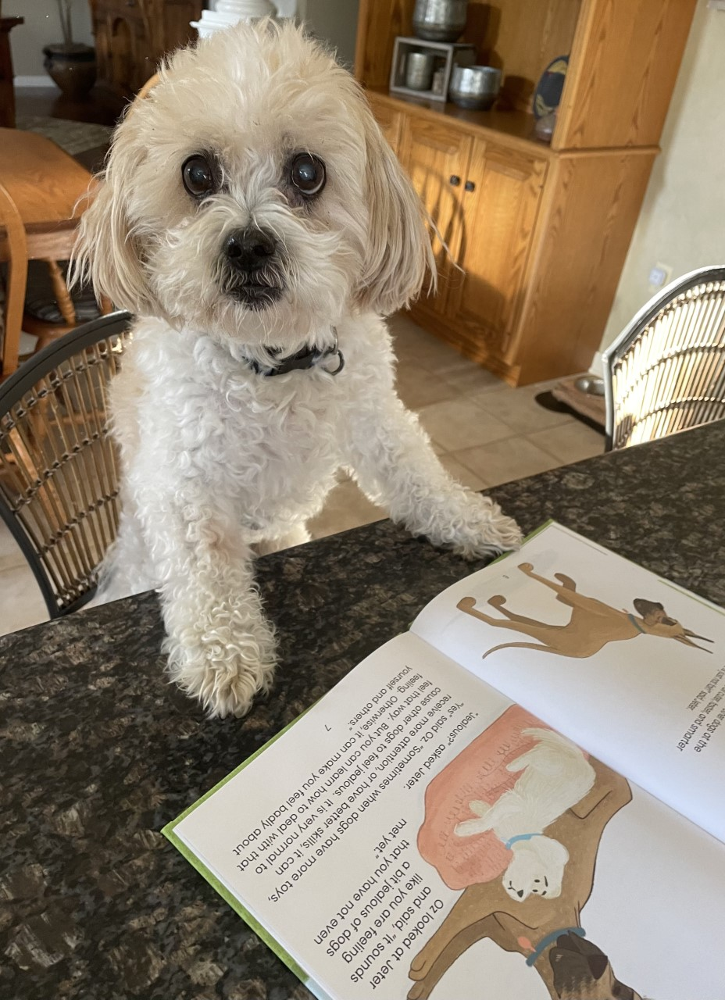 dogs at the
faster, and smarter
said Jeter.
Oz looked at Jeter
and said, "It sounds
like you are feeling
a bit jealous of dogs
that you have not even
met yet."
"Jealous?" asked Jeter.
"Yes" said Oz. "Sometimes when dogs have more toys,
receive more attention, or have better skills, it can
cause other dogs to feel jealous. It is very normal to
feel that way. But you can learn how to deal with that
feeling. Otherwise, it can make you feel badly about
yourself and others."
7